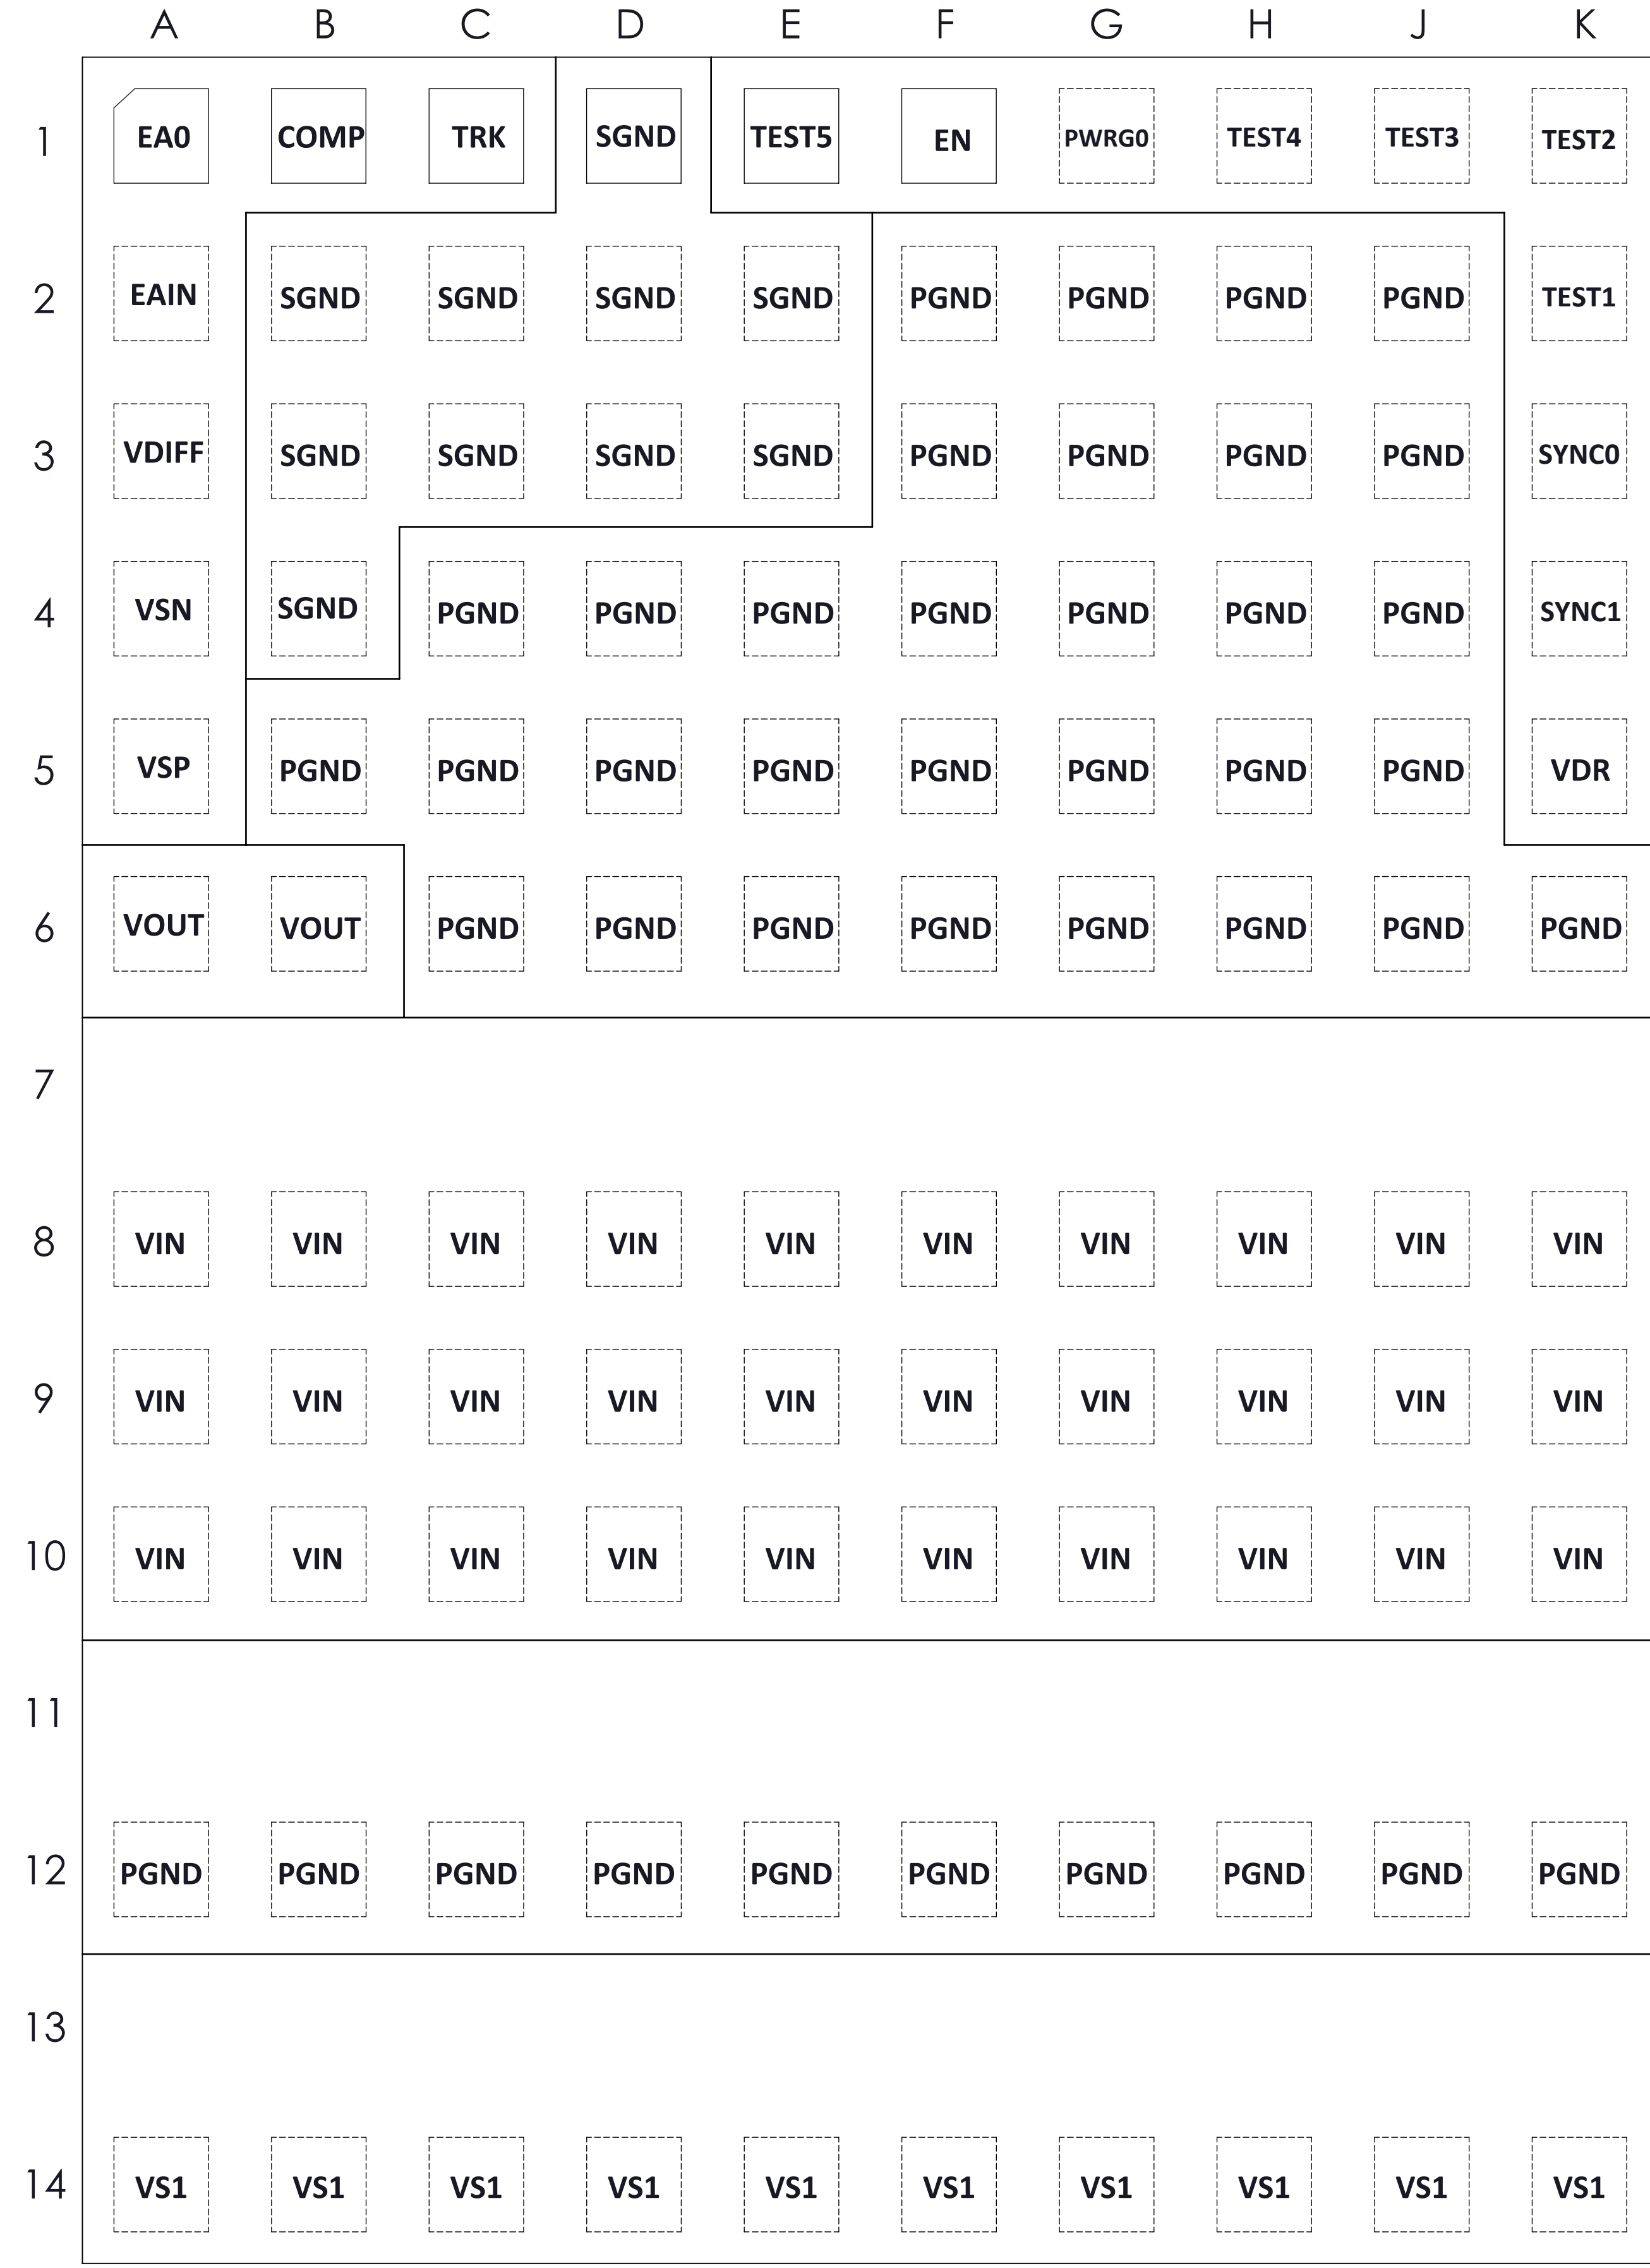 A B C D E F G H J K
1 EA0 COMP TRK SGND TEST5 EN PWRG0 TEST4 TEST3 TEST2
2 EAIN SGND SGND SGND SGND PGND PGND PGND PGND TEST1
3 VDIFF SGND SGND SGND SGND PGND PGND PGND PGND SYNC0
4 VSN SGND PGND PGND PGND PGND PGND PGND PGND SYNC1
5 VSP PGND PGND PGND PGND PGND PGND PGND PGND VDR
6 VOUT VOUT PGND PGND PGND PGND PGND PGND PGND PGND
7
8 VIN VIN VIN VIN VIN VIN VIN VIN VIN VIN
9 VIN VIN VIN VIN VIN VIN VIN VIN VIN VIN
10 VIN VIN VIN VIN VIN VIN VIN VIN VIN VIN
11
12 PGND PGND PGND PGND PGND PGND PGND PGND PGND PGND
13
14 VS1 VS1 VS1 VS1 VS1 VS1 VS1 VS1 VS1 VS1